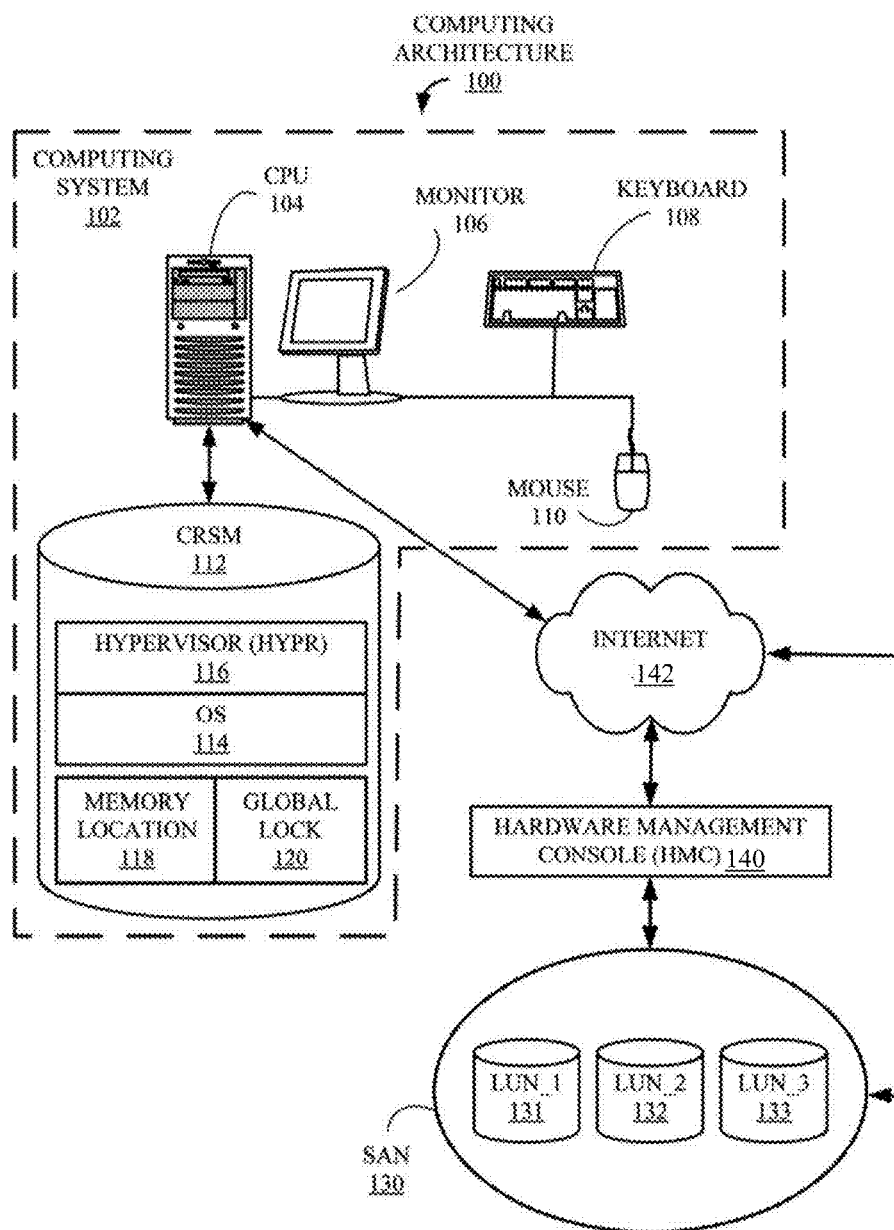 COMPUTING
ARCHITECTURE
100
COMPUTING
SYSTEM
102
CPU
104
MONITOR
106
KEYBOARD
108
MOUSE
110
CRSM
112
HYPERVISOR (HYPR)
116
OS
114
MEMORY
LOCATION
118
GLOBAL
LOCK
120
INTERNET
142
HARDWARE MANAGEMENT
CONSOLE (HMC) 140
LUN_1
131
LUN_2
132
LUN_3
133
SAN
130